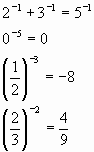 2⁻¹ + 3⁻¹ = 5⁻¹
0⁻⁵ = 0
(1/2)⁻³ = −8
(2/3)⁻² = 4/9